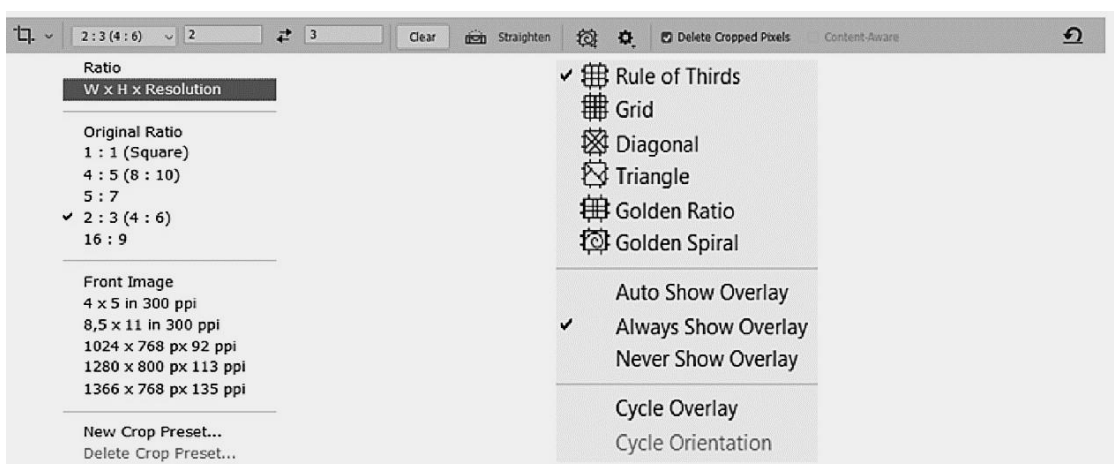 2 : 3 (4 : 6) 2 3 Clear Straighten Delete Cropped Pixels Content-Aware
Ratio
W x H x Resolution
Original Ratio
1 : 1 (Square)
4 : 5 (8 : 10)
5 : 7
2 : 3 (4 : 6)
16 : 9
Front Image
4 x 5 in 300 ppi
8,5 x 11 in 300 ppi
1024 x 768 px 92 ppi
1280 x 800 px 113 ppi
1366 x 768 px 135 ppi
New Crop Preset...
Delete Crop Preset...
Rule of Thirds
Grid
Diagonal
Triangle
Golden Ratio
Golden Spiral
Auto Show Overlay
Always Show Overlay
Never Show Overlay
Cycle Overlay
Cycle Orientation